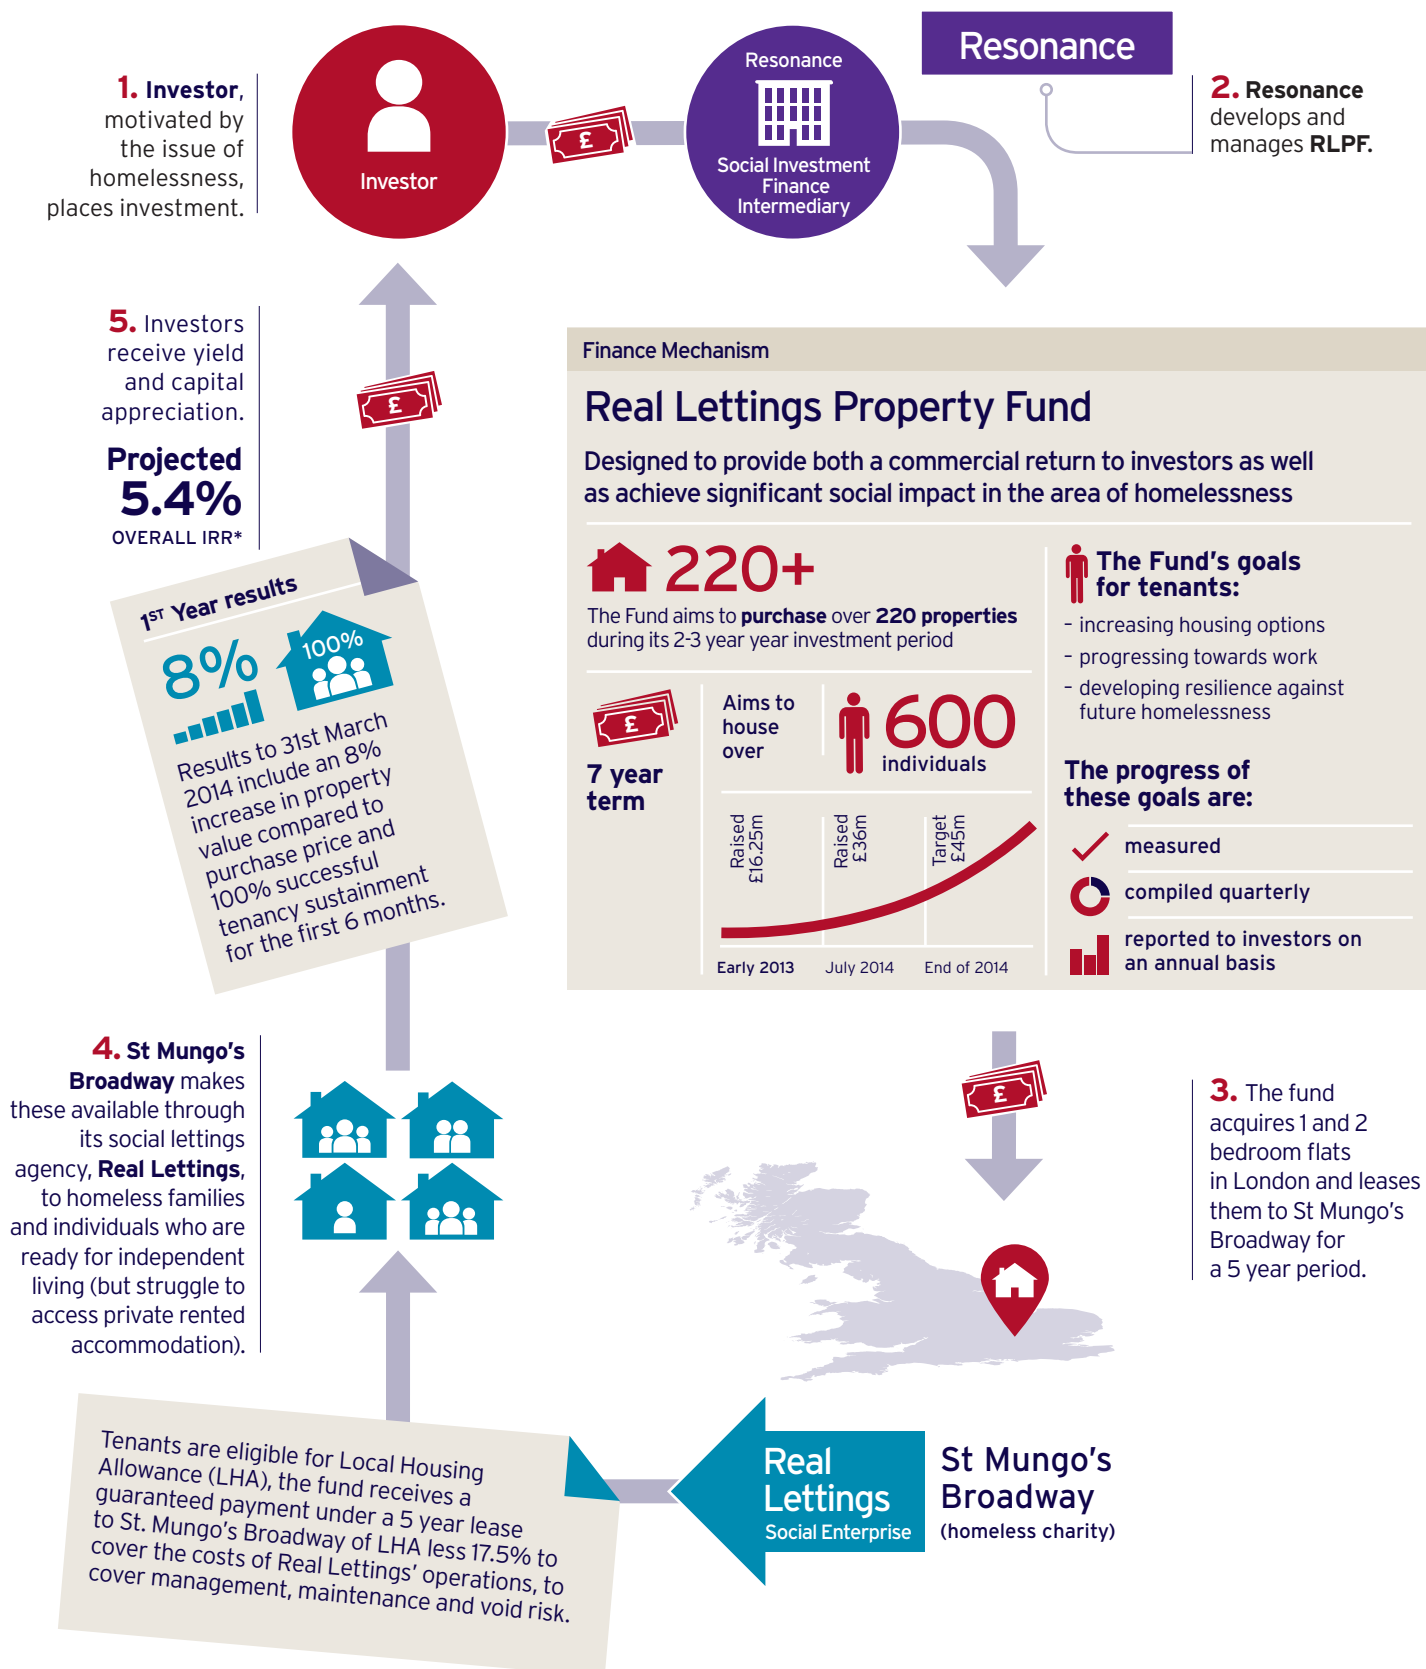 1. Investor,
motivated by
the issue of
homelessness,
places investment.
Investor
£
Resonance
Social Investment
Finance
Intermediary
Resonance
2. Resonance
develops and
manages RLPF.
5. Investors
receive yield
and capital
appreciation.
Projected
5.4%
OVERALL IRR*
£
Finance Mechanism
Real Lettings Property Fund
Designed to provide both a commercial return to investors as well
as achieve significant social impact in the area of homelessness
220+
The Fund aims to purchase over 220 properties
during its 2-3 year year investment period
£
7 year
term
Aims to
house
over
600
individuals
Raised
£16.25m
Raised
£36m
Target
£45m
Early 2013
July 2014
End of 2014
The Fund's goals
for tenants:
- increasing housing options
- progressing towards work
- developing resilience against
future homelessness
The progress of
these goals are:
measured
compiled quarterly
reported to investors on
an annual basis
1ST Year results
8%
100%
Results to 31st March
2014 include an 8%
increase in property
value compared to
purchase price and
100% successful
tenancy sustainment
for the first 6 months.
£
3. The fund
acquires 1 and 2
bedroom flats
in London and leases
them to St Mungo's
Broadway for
a 5 year period.
4. St Mungo's
Broadway makes
these available through
its social lettings
agency, Real Lettings,
to homeless families
and individuals who are
ready for independent
living (but struggle to
access private rented
accommodation).
Real
Lettings
Social Enterprise
St Mungo's
Broadway
(homeless charity)
Tenants are eligible for Local Housing
Allowance (LHA), the fund receives a
guaranteed payment under a 5 year lease
to St. Mungo's Broadway of LHA less 17.5% to
cover the costs of Real Lettings' operations, to
cover management, maintenance and void risk.